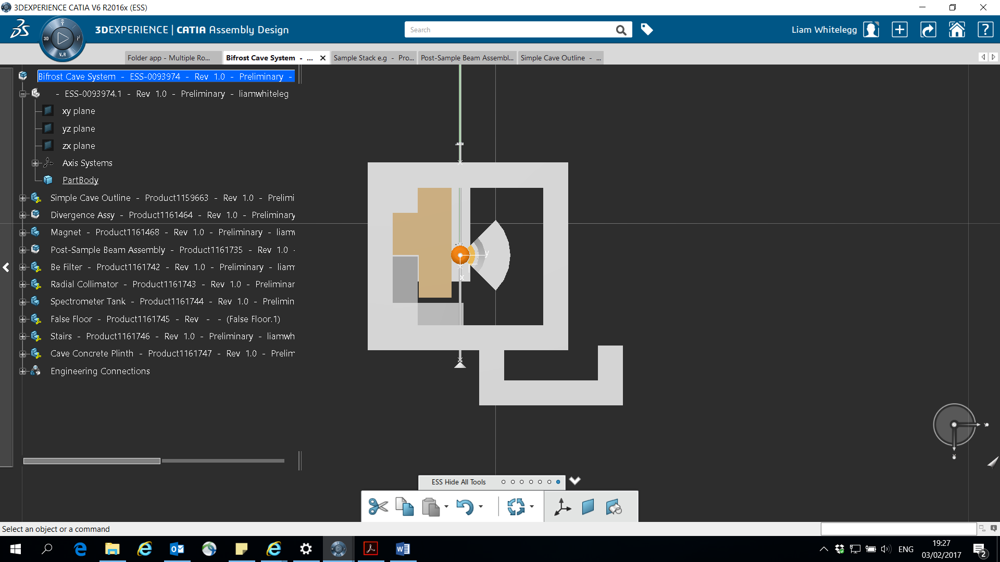 3DEXPERIENCE CATIA V6 R2016x (ESS)
3DEXPERIENCE | CATIA Assembly Design
Search
Liam Whitelegg
3D
V.R
Folder app - Multiple Ro...
Bifrost Cave System - ...
Sample Stack e.g - Pro...
Post-Sample Beam Assembl...
Simple Cave Outline - ...
Bifrost Cave System - ESS-0093974 - Rev 1.0 - Preliminary -
- ESS-0093974.1 - Rev 1.0 - Preliminary - liamwhiteleg
xy plane
yz plane
zx plane
Axis Systems
PartBody
Simple Cave Outline - Product1159663 - Rev 1.0 - Prelimi
Divergence Assy - Product1161464 - Rev 1.0 - Preliminary
Magnet - Product1161468 - Rev 1.0 - Preliminary - liamw
Post-Sample Beam Assembly - Product1161735 - Rev 1.0 -
Be Filter - Product1161742 - Rev 1.0 - Preliminary - liam
Radial Collimator - Product1161743 - Rev 1.0 - Preliminar
Spectrometer Tank - Product1161744 - Rev 1.0 - Prelimin
False Floor - Product1161745 - Rev - - (False Floor.1)
Stairs - Product1161746 - Rev 1.0 - Preliminary - liamwh
Cave Concrete Plinth - Product1161747 - Rev 1.0 - Prelim
Engineering Connections
y
x
ESS Hide All Tools
Select an object or a command
ENG
19:27
03/02/2017
2